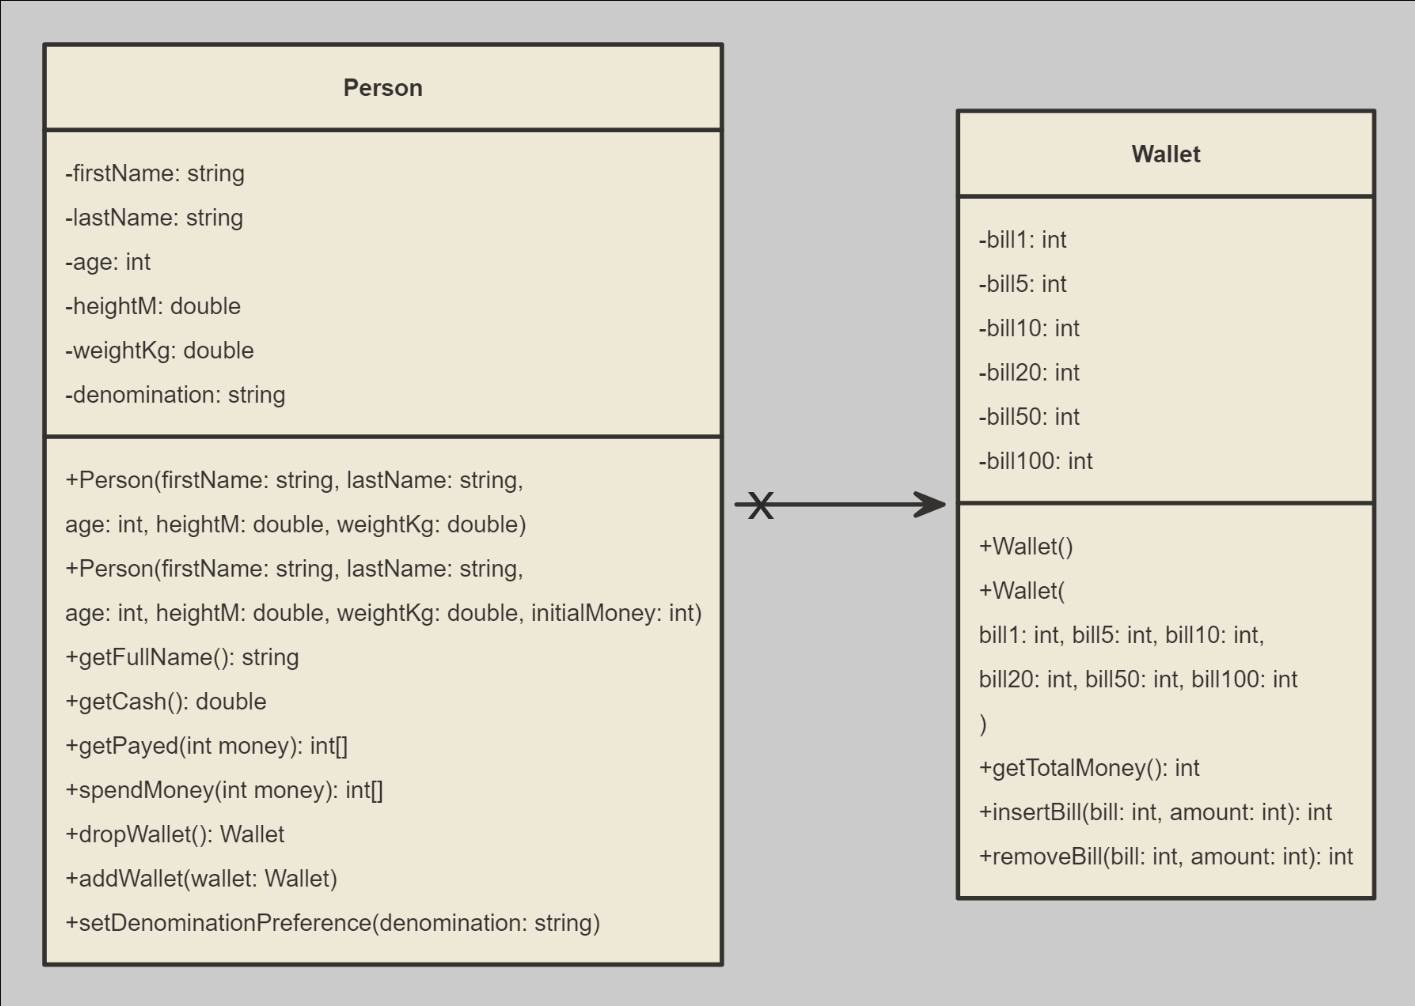 Person
-firstName: string
-lastName: string
-age: int
-heightM: double
-weightKg: double
-denomination: string
+Person(firstName: string, lastName: string,
age: int, heightM: double, weightKg: double)
+Person(firstName: string, lastName: string,
age: int, heightM: double, weightKg: double, initialMoney: int)
+getFullName(): string
+getCash(): double
+getPayed(int money): int[]
+spendMoney(int money): int[]
+dropWallet(): Wallet
+addWallet(wallet: Wallet)
+setDenominationPreference(denomination: string)
Wallet
-bill1: int
-bill5: int
-bill10: int
-bill20: int
-bill50: int
-bill100: int
+Wallet()
+Wallet(
bill1: int, bill5: int, bill10: int,
bill20: int, bill50: int, bill100: int
)
+getTotalMoney(): int
+insertBill(bill: int, amount: int): int
+removeBill(bill: int, amount: int): int